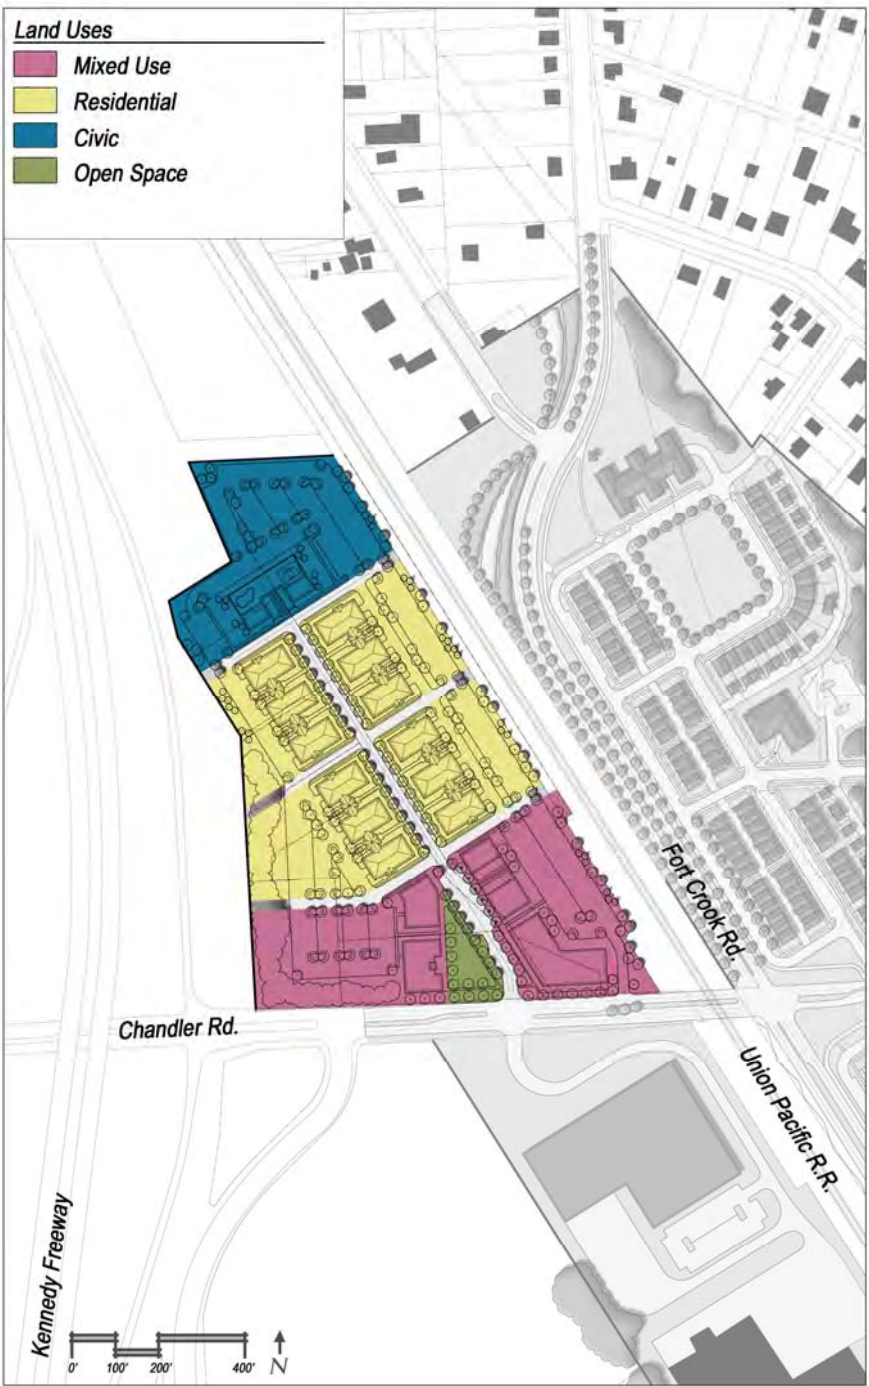 Land Uses
Mixed Use
Residential
Civic
Open Space
Fort Crook Rd.
Chandler Rd.
Union Pacific R.R.
Kennedy Freeway
0' 100' 200' 400'
N